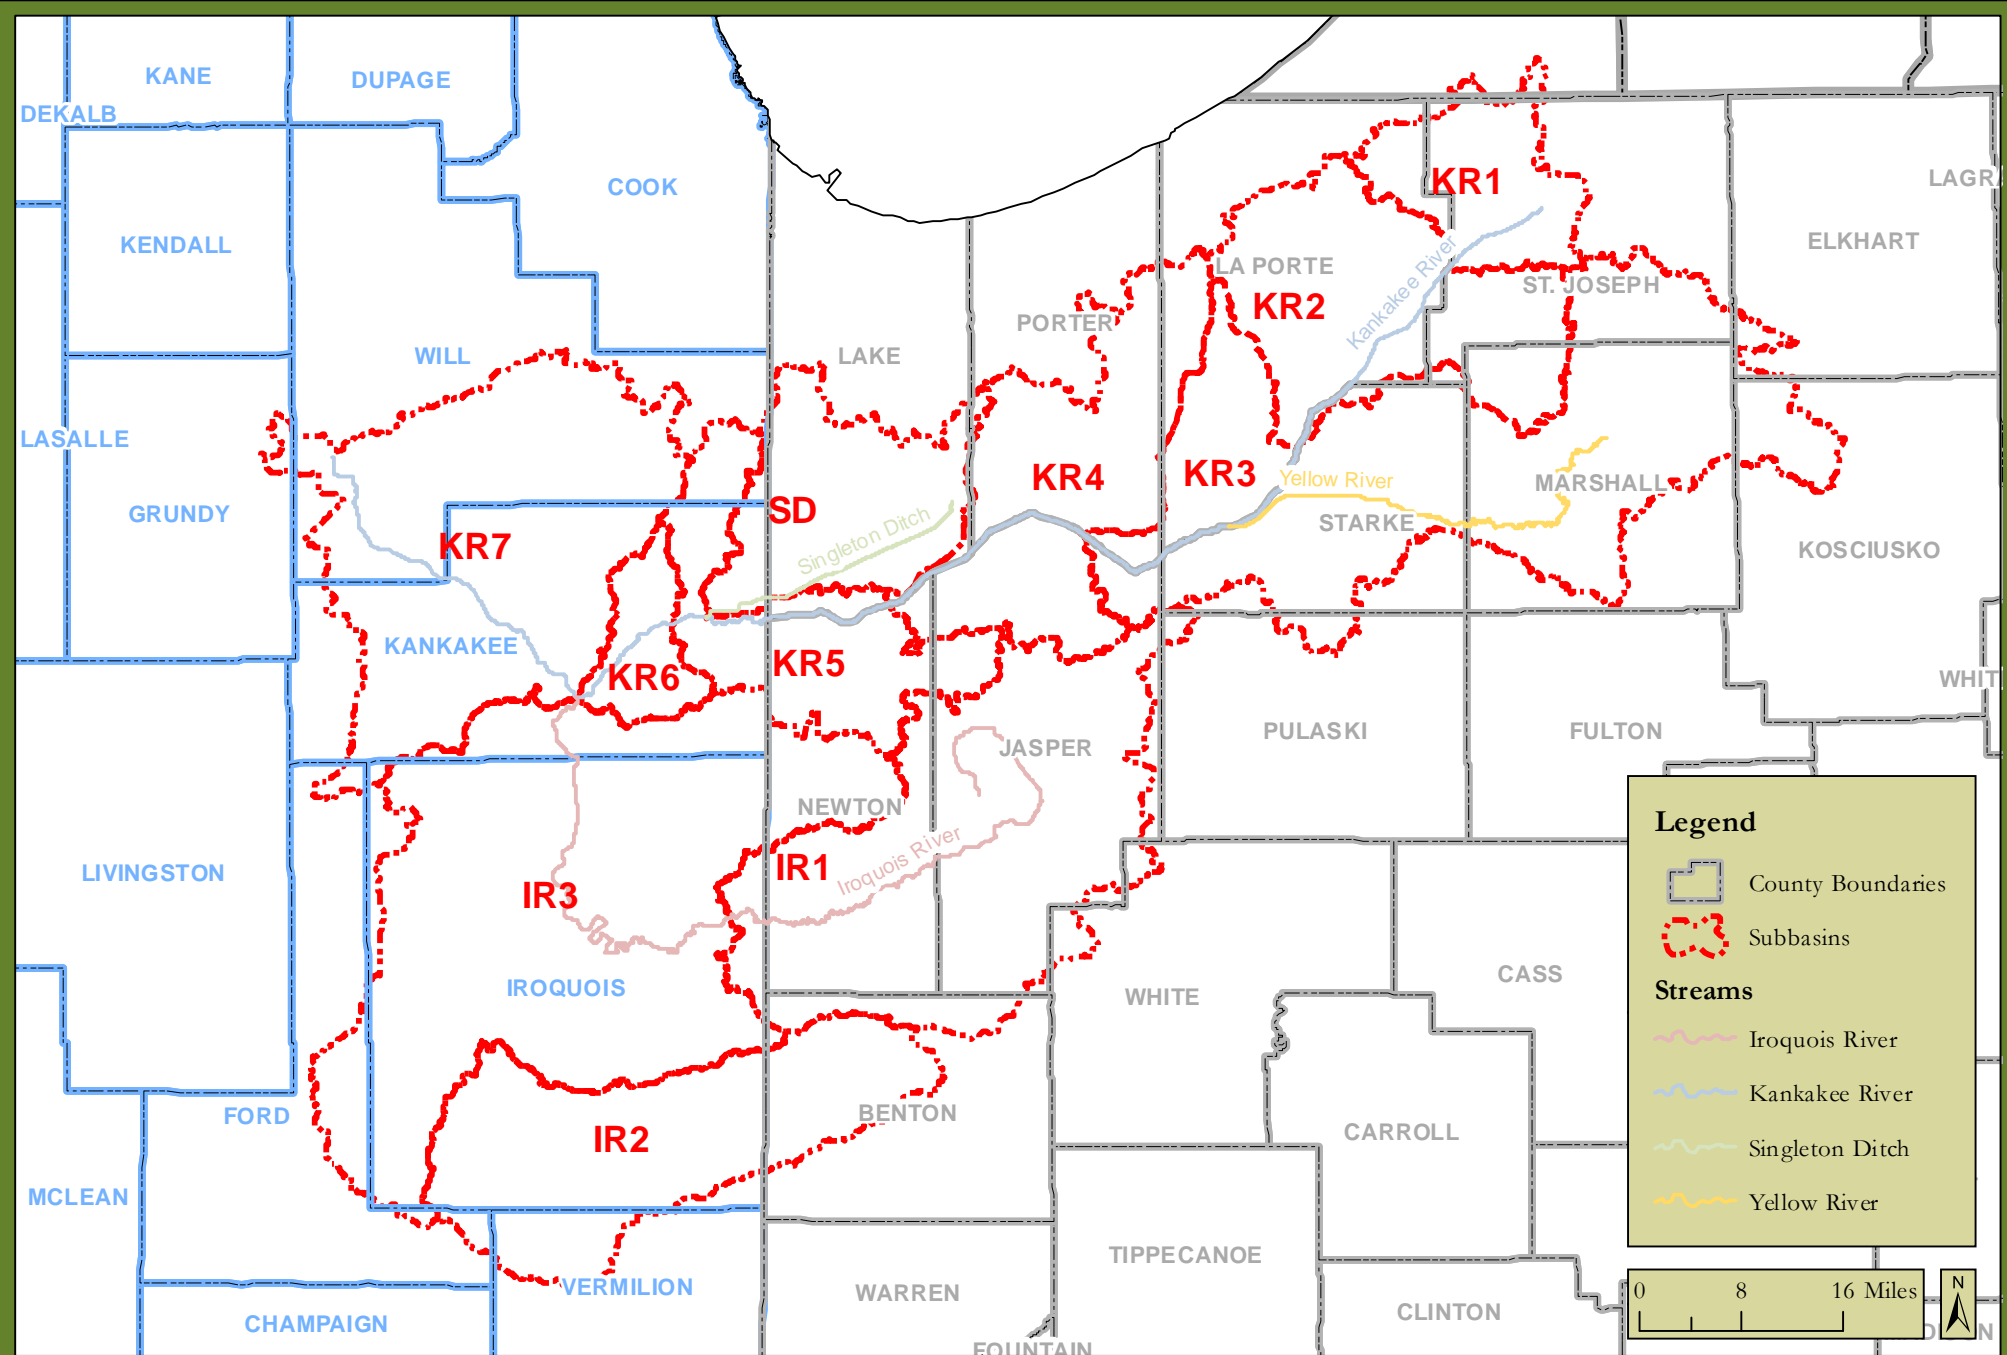 KANE
DUPAGE
DEKALB
COOK
KENDALL
WILL
LASALLE
GRUNDY
KANKAKEE
LIVINGSTON
IROQUOIS
FORD
MCLEAN
CHAMPAIGN
VERMILION
LAKE
PORTER
LA PORTE
ST. JOSEPH
ELKHART
LAGRA
MARSHALL
STARKE
KOSCIUSKO
WHIT
PULASKI
FULTON
JASPER
NEWTON
BENTON
WHITE
CASS
CARROLL
TIPPECANOE
WARREN
CLINTON
FOUNTAIN
KR1
KR2
KR3
KR4
SD
KR5
KR6
KR7
IR1
IR2
IR3
Kankakee River
Yellow River
Singleton Ditch
Iroquois River
Legend
County Boundaries
Subbasins
Streams
Iroquois River
Kankakee River
Singleton Ditch
Yellow River
0 8 16 Miles
N